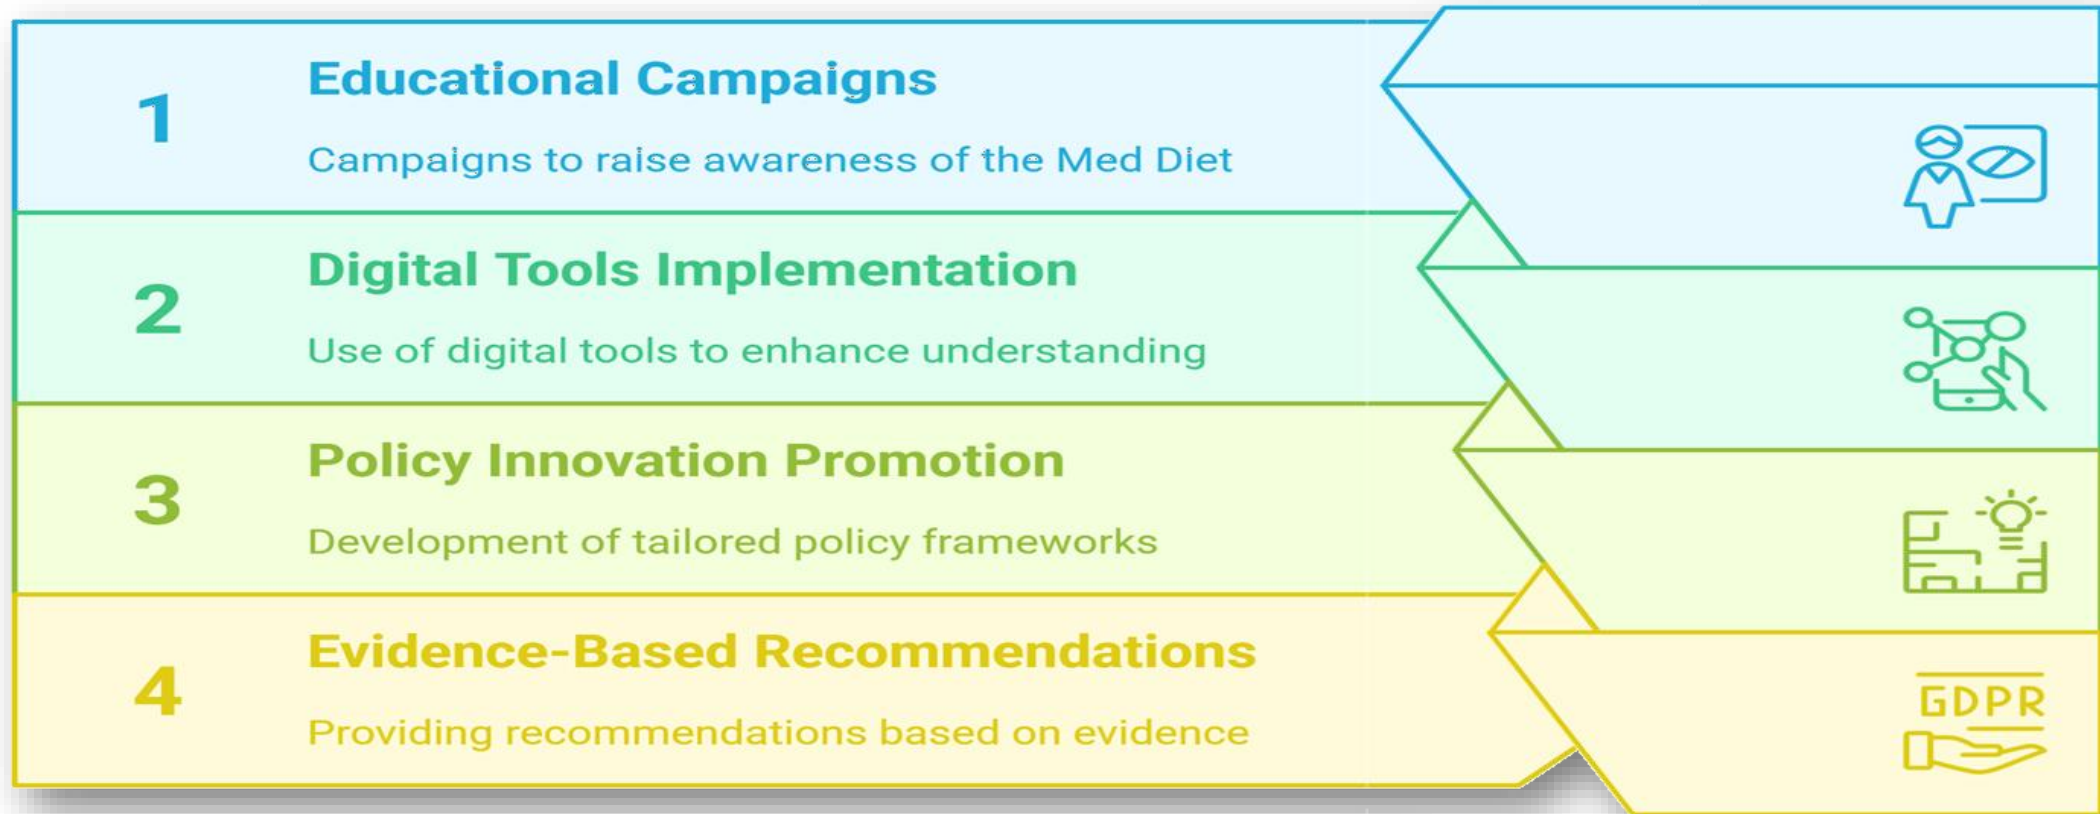 1
Educational Campaigns
Campaigns to raise awareness of the Med Diet
2
Digital Tools Implementation
Use of digital tools to enhance understanding
3
Policy Innovation Promotion
Development of tailored policy frameworks
4
Evidence-Based Recommendations
Providing recommendations based on evidence
GDPR